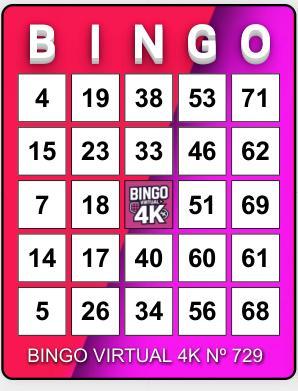 B I N G O
4 19 38 53 71
15 23 33 46 62
7 18 BINGO VIRTUAL 4K 51 69
14 17 40 60 61
5 26 34 56 68
BINGO VIRTUAL 4K Nº 729